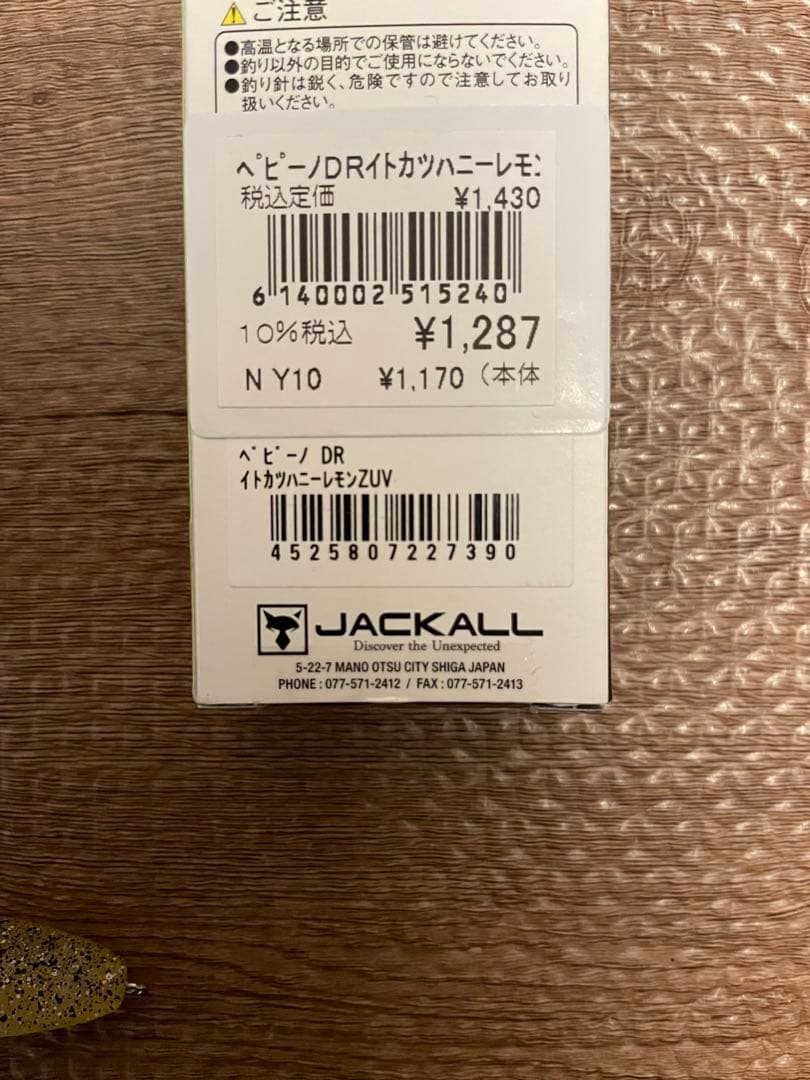 ご注意
●高温となる場所での保管は避けてください。
●釣り以外の目的でご使用にならないでください。
●釣り針は鋭く、危険ですので注意してお取り
扱いください。
ペピーノDRイトカツハニーレモン
税込定価 ¥1,430
6 140002 515240
10%税込 ¥1,287
N Y10 ¥1,170 (本体
ペピーノ DR
イトカツハニーレモンZUV
4525807227390
JACKALL
Discover the Unexpected
5-22-7 MANO OTSU CITY SHIGA JAPAN
PHONE : 077-571-2412 / FAX : 077-571-2413